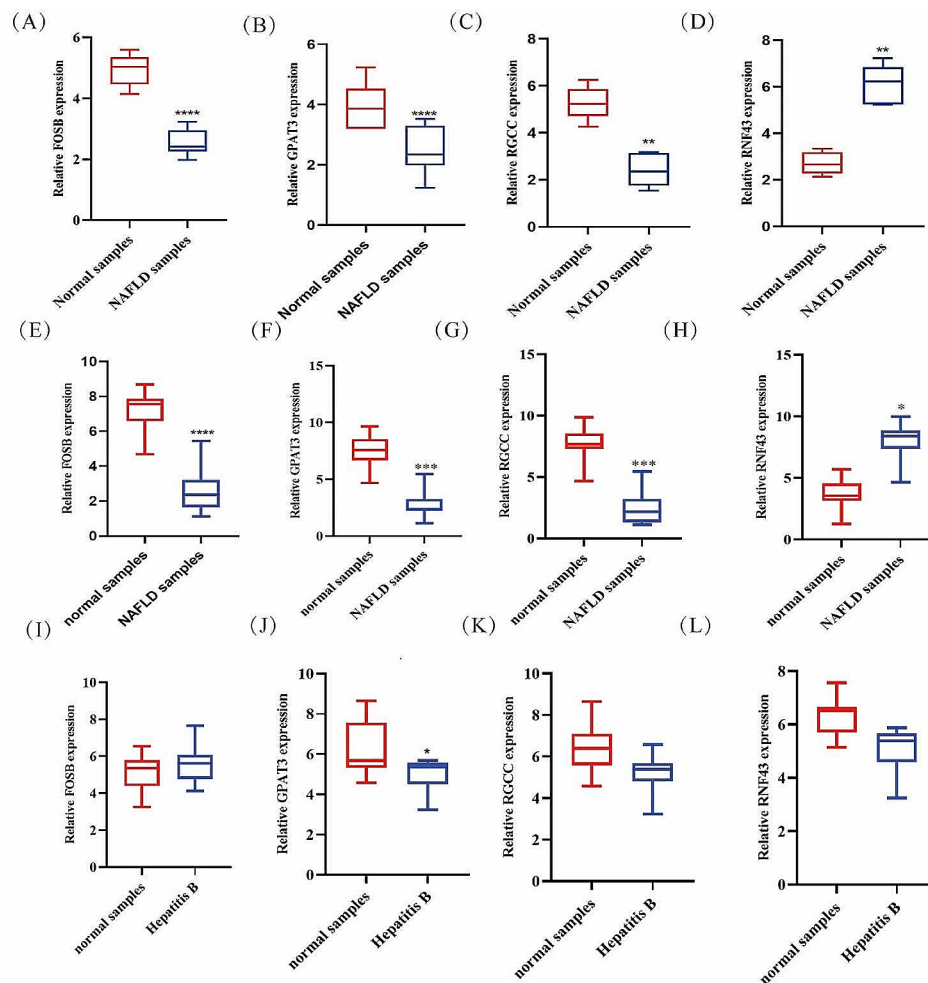 (A)
Relative FOSB expression
6
4
2
0
****
Normal samples
NAFLD samples
(B)
Relative GPAT3 expression
6
4
2
0
****
Normal samples
NAFLD samples
(C)
Relative RGCC expression
8
6
4
2
0
**
Normal samples
NAFLD samples
(D)
Relative RNF43 expression
8
6
4
2
0
**
Normal samples
NAFLD samples
(E)
Relative FOSB expression
10
8
6
4
2
0
****
normal samples
NAFLD samples
(F)
Relative GPAT3 expression
15
10
5
0
***
normal samples
NAFLD samples
(G)
Relative RGCC expression
15
10
5
0
***
normal samples
NAFLD samples
(H)
Relative RNF43 expression
15
10
5
0
*
normal samples
NAFLD samples
(I)
Relative FOSB expression
10
8
6
4
2
0
normal samples
Hepatitis B
(J)
Relative GPAT3 expression
10
8
6
4
2
0
*
normal samples
Hepatitis B
(K)
Relative RGCC expression
10
8
6
4
2
0
normal samples
Hepatitis B
(L)
Relative RNF43 expression
8
6
4
2
0
normal samples
Hepatitis B